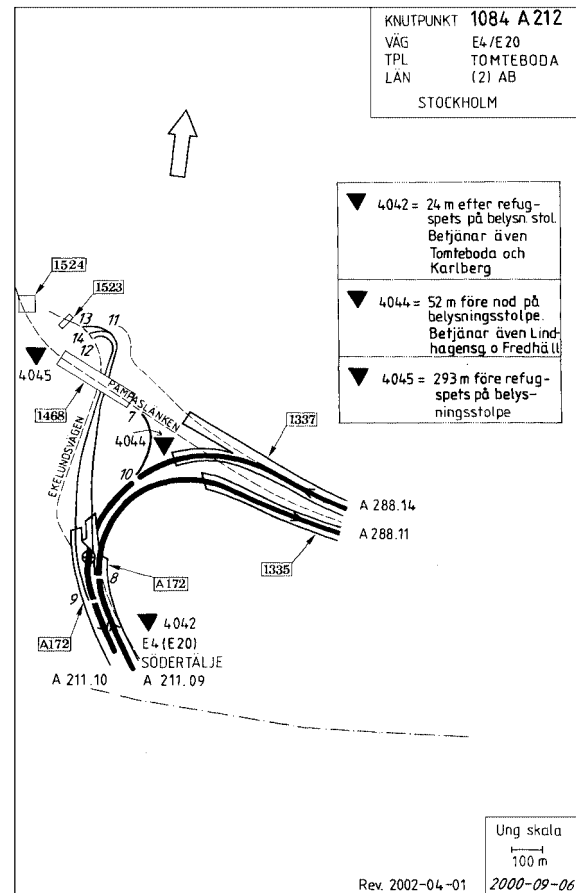 KNUTPUNKT 1084 A 212
VÄG E4/E20
TPL TOMTEBODA
LÄN (2) AB
STOCKHOLM
4042 = 24 m efter refug-
spets på belysn. stol.
Betjänar även
Tomteboda och
Karlberg
4044 = 52 m före nod på
belysningsstolpe.
Betjänar även Lind-
hagensg. o Fredhäll
4045 = 293 m före refug-
spets på belys-
ningsstolpe
1524
1523
13
11
14
12
4045
1468
PAMPASLÄNKEN
7
4044
1337
EKELUNDSVÄGEN
10
A 288.14
A 288.11
1335
8
A172
9
4042
A172
E4 (E20)
SÖDERTÄLJE
A 211.10
A 211.09
Ung skala
100 m
Rev. 2002-04-01
2000-09-06